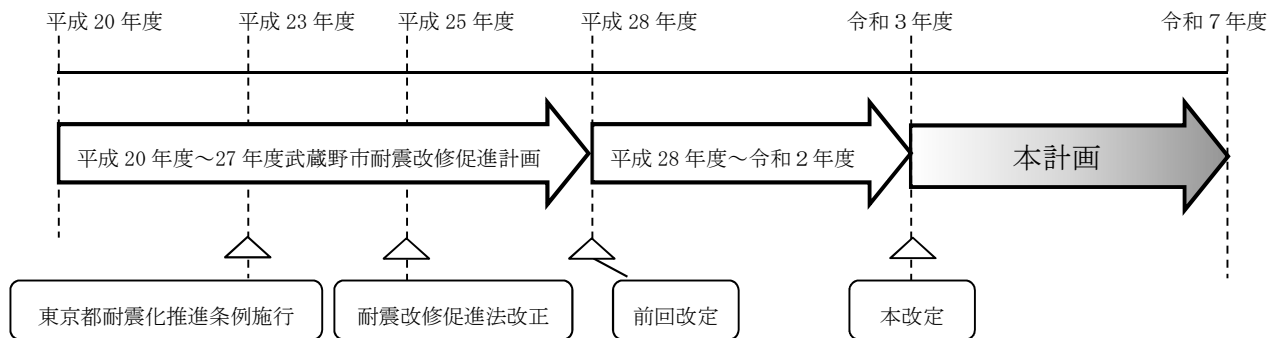 平成 20 年度 平成 23 年度 平成 25 年度 平成 28 年度 令和３年度 令和７年度
平成 20 年度～27 年度武蔵野市耐震改修促進計画 平成 28 年度～令和２年度 本計画
東京都耐震化推進条例施行 耐震改修促進法改正 前回改定 本改定